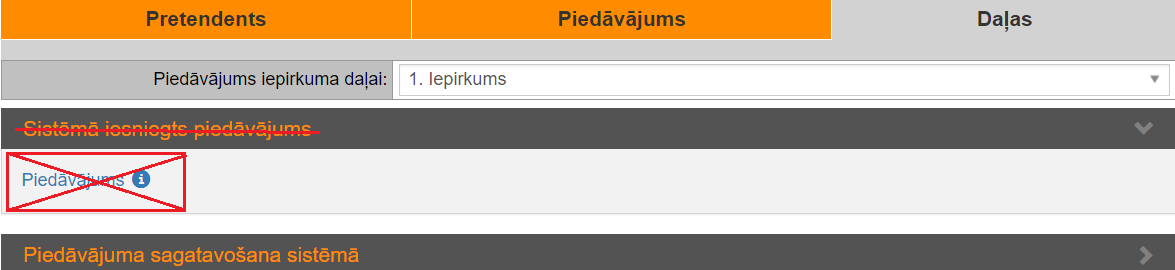 Pretendents
Piedāvājums
Daļas
Piedāvājums iepirkuma daļai:
1. Iepirkums
Sistēmā iesniegts piedāvājums
Piedāvājums
Piedāvājuma sagatavošana sistēmā